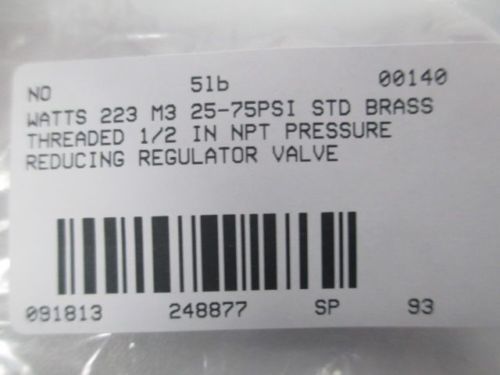 NO 5lb 00140
WATTS 223 M3 25-75PSI STD BRASS
THREADED 1/2 IN NPT PRESSURE
REDUCING REGULATOR VALVE
091813 248877 SP 93